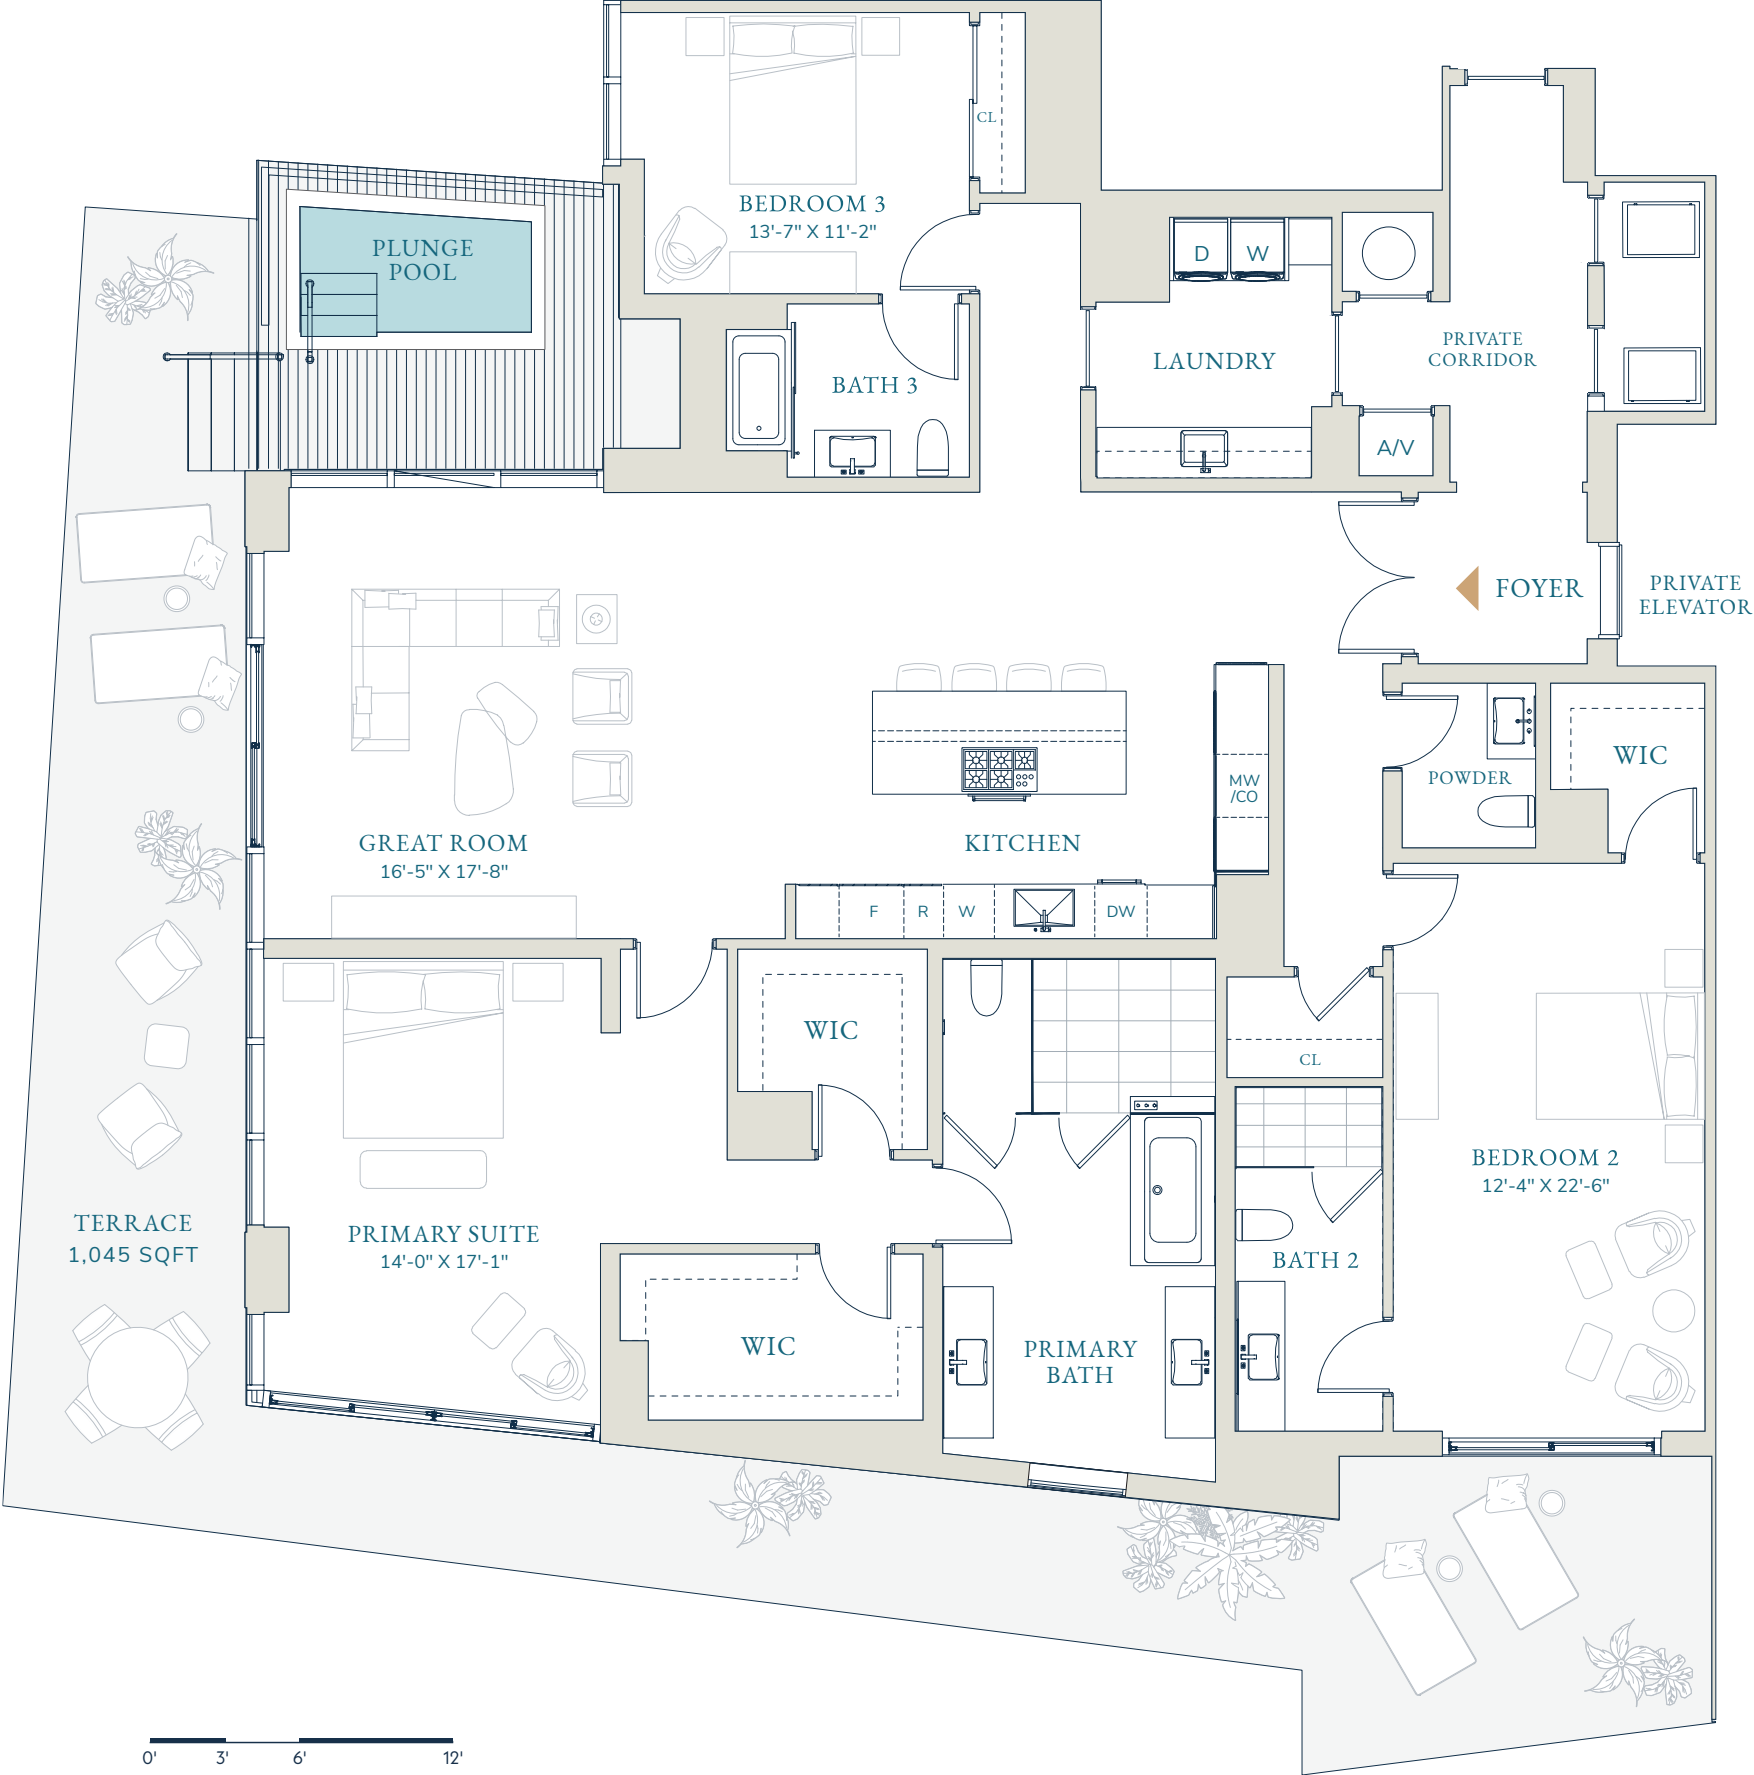 CL
BEDROOM 3
13'-7" X 11'-2"
PLUNGE
POOL
D
W
PRIVATE
CORRIDOR
LAUNDRY
BATH 3
A/V
FOYER
PRIVATE
ELEVATOR
WIC
POWDER
MW
/CO
GREAT ROOM
16'-5" X 17'-8"
KITCHEN
F
R
W
DW
WIC
CL
BEDROOM 2
12'-4" X 22'-6"
TERRACE
1,045 SQFT
PRIMARY SUITE
14'-0" X 17'-1"
BATH 2
WIC
PRIMARY
BATH
0'
3'
6'
12'